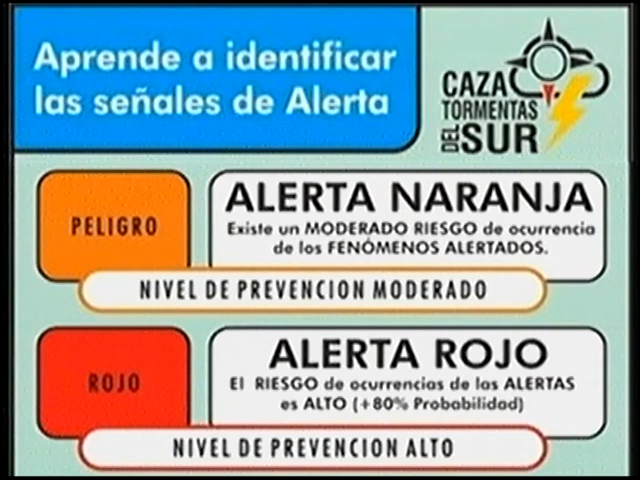 Aprende a identificar
las señales de Alerta
CAZA
TORMENTAS
DEL SUR
PELIGRO
ALERTA NARANJA
Existe un MODERADO RIESGO de ocurrencia
de los FENÓMENOS ALERTADOS.
NIVEL DE PREVENCION MODERADO
ROJO
ALERTA ROJO
El RIESGO de ocurrencias de las ALERTAS
es ALTO (+80% Probabilidad)
NIVEL DE PREVENCION ALTO